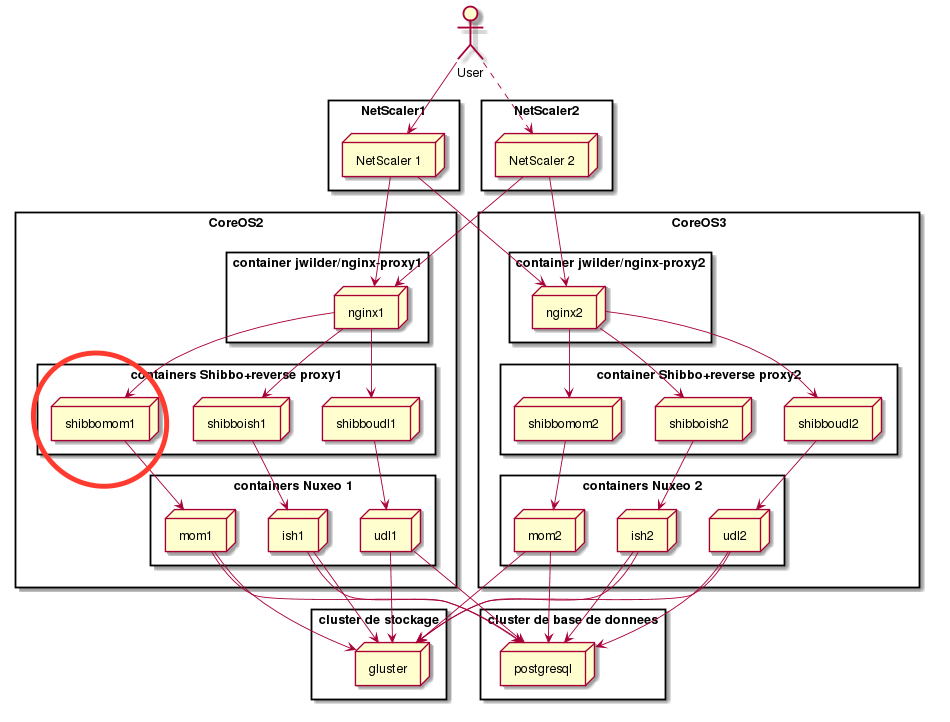 User
NetScaler1
NetScaler2
NetScaler 1
NetScaler 2
CoreOS2
CoreOS3
container jwilder/nginx-proxy1
container jwilder/nginx-proxy2
nginx1
nginx2
containers Shibbo+reverse proxy1
container Shibbo+reverse proxy2
shibbomom1
shibboish1
shibboudl1
shibbomom2
shibboish2
shibboudl2
containers Nuxeo 1
containers Nuxeo 2
mom1
ish1
udl1
mom2
ish2
udl2
cluster de stockage
cluster de base de donnees
gluster
postgresql